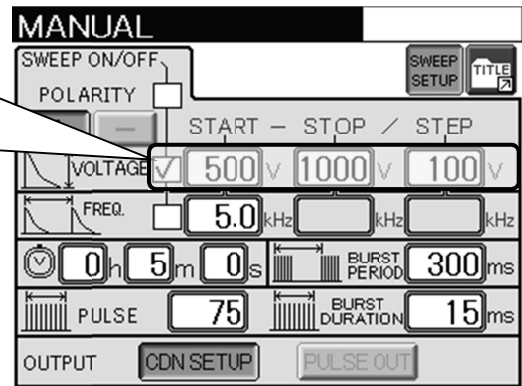 MANUAL
SWEEP ON/OFF
SWEEP SETUP
TITLE
POLARITY
−
START − STOP / STEP
VOLTAGE 500 V 1000 V 100 V
FREQ. 5.0 kHz kHz kHz
0 h 5 m 0 s BURST PERIOD 300 ms
PULSE 75 BURST DURATION 15 ms
OUTPUT CDN SETUP PULSE OUT